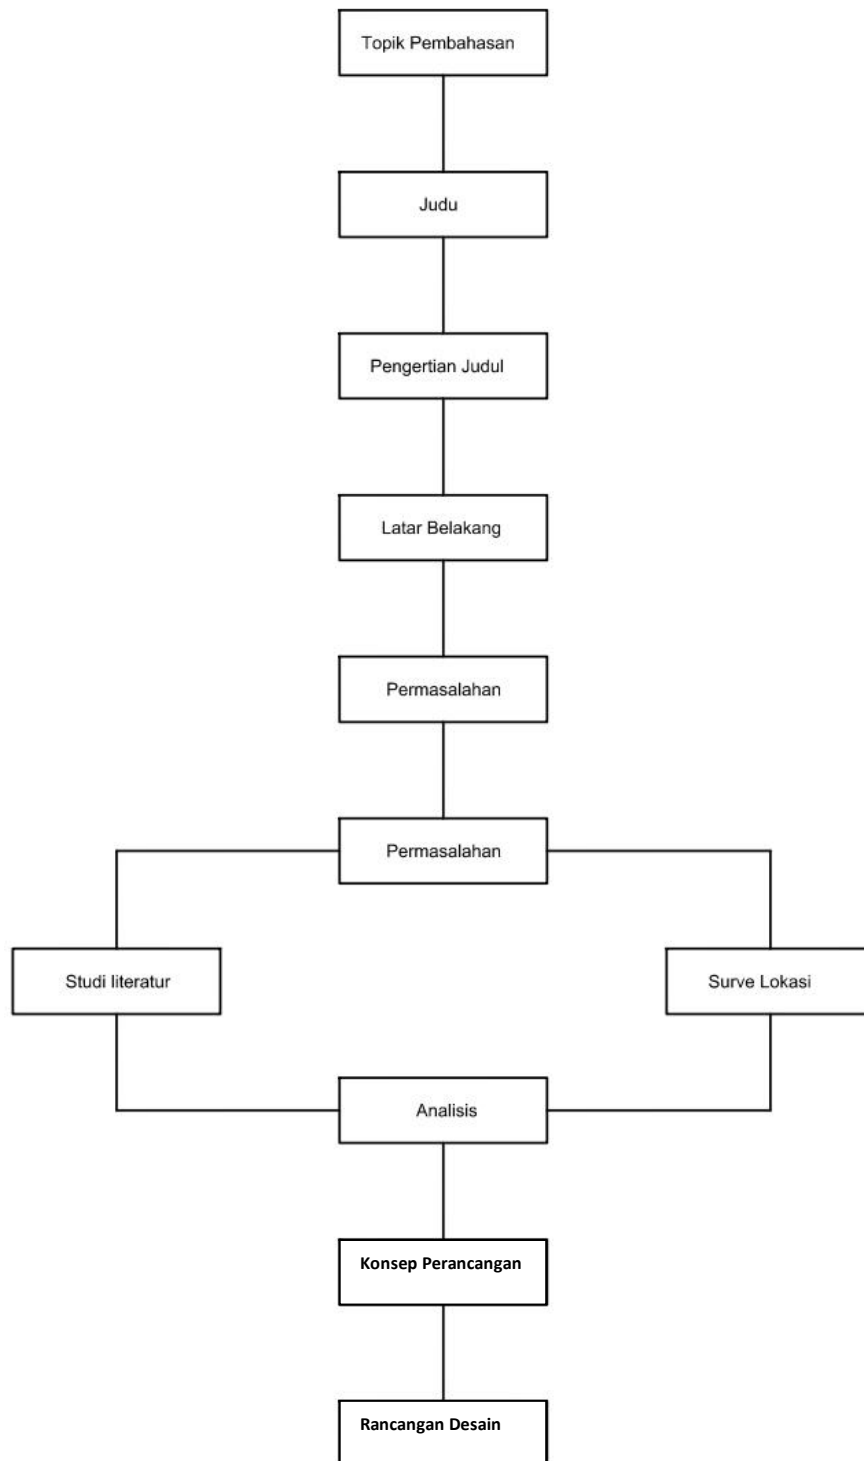 Topik Pembahasan
Judu
Pengertian Judul
Latar Belakang
Permasalahan
Permasalahan
Studi literatur
Surve Lokasi
Analisis
Konsep Perancangan
Rancangan Desain